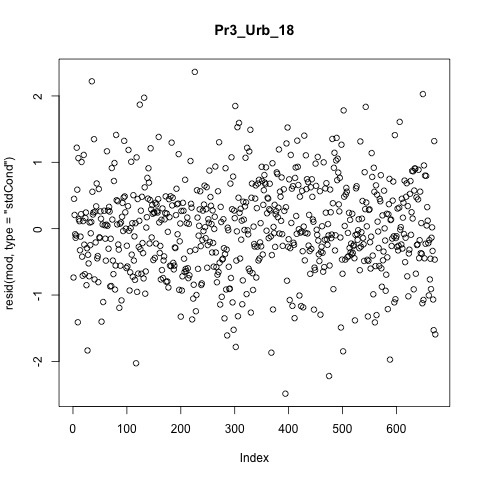 Pr3_Urb_18
resid(mod, type = "stdCond")
2
1
0
-1
-2
0 100 200 300 400 500 600
Index